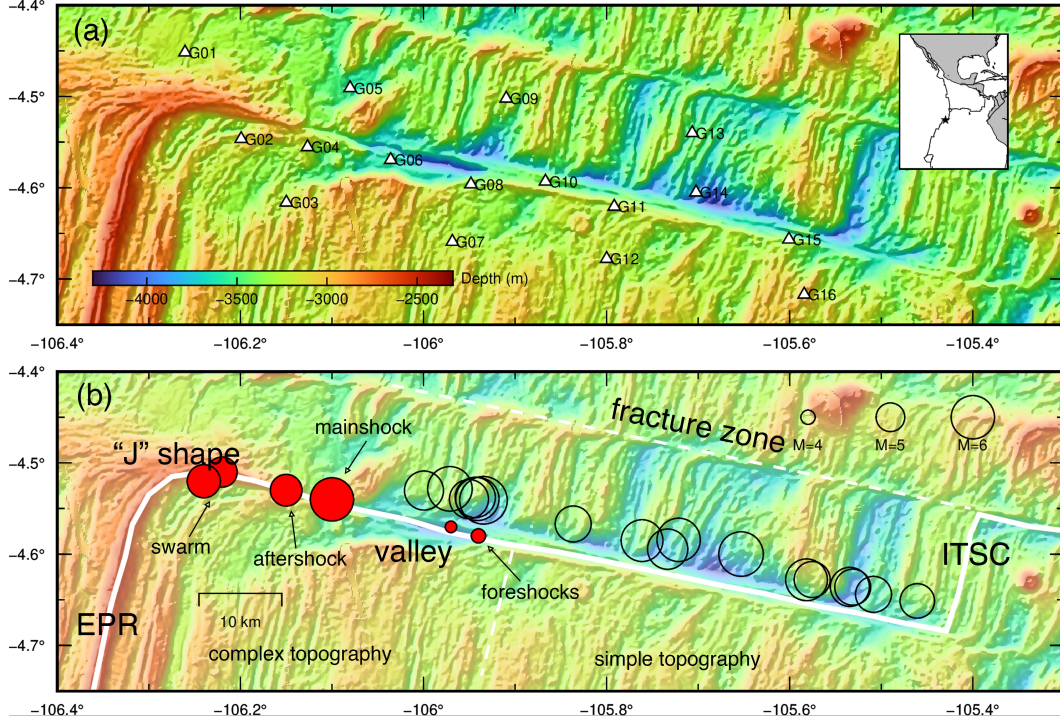 −4.4°
(a)
G01
G05
−4.5°
G09
G13
G02
G04
G06
−4.6°
G08
G10
G14
G03
G11
G07
G15
G12
−4.7°
Depth (m)
G16
−4000 −3500 −3000 −2500
−106.4° −106.2° −106° −105.8° −105.6° −105.4°
−4.4°
(b)
mainshock
fracture zone
M=4 M=5 M=6
“J” shape
−4.5°
swarm
aftershock
valley
ITSC
−4.6°
foreshocks
EPR
10 km
complex topography
simple topography
−4.7°
−106.4° −106.2° −106° −105.8° −105.6° −105.4°